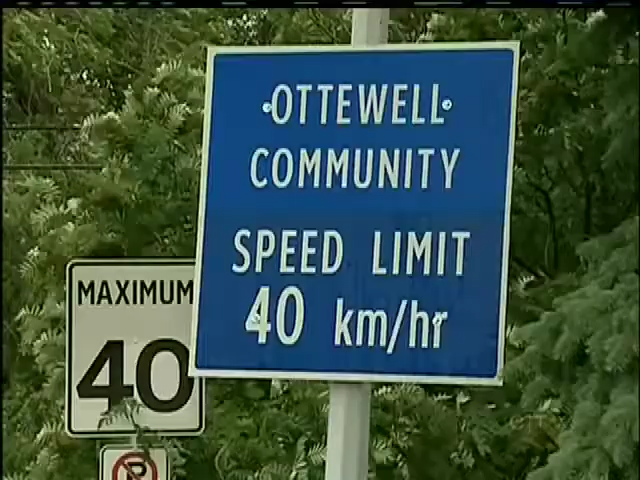 OTTEWELL
COMMUNITY
SPEED LIMIT
40 km/hr
MAXIMUM
40
P